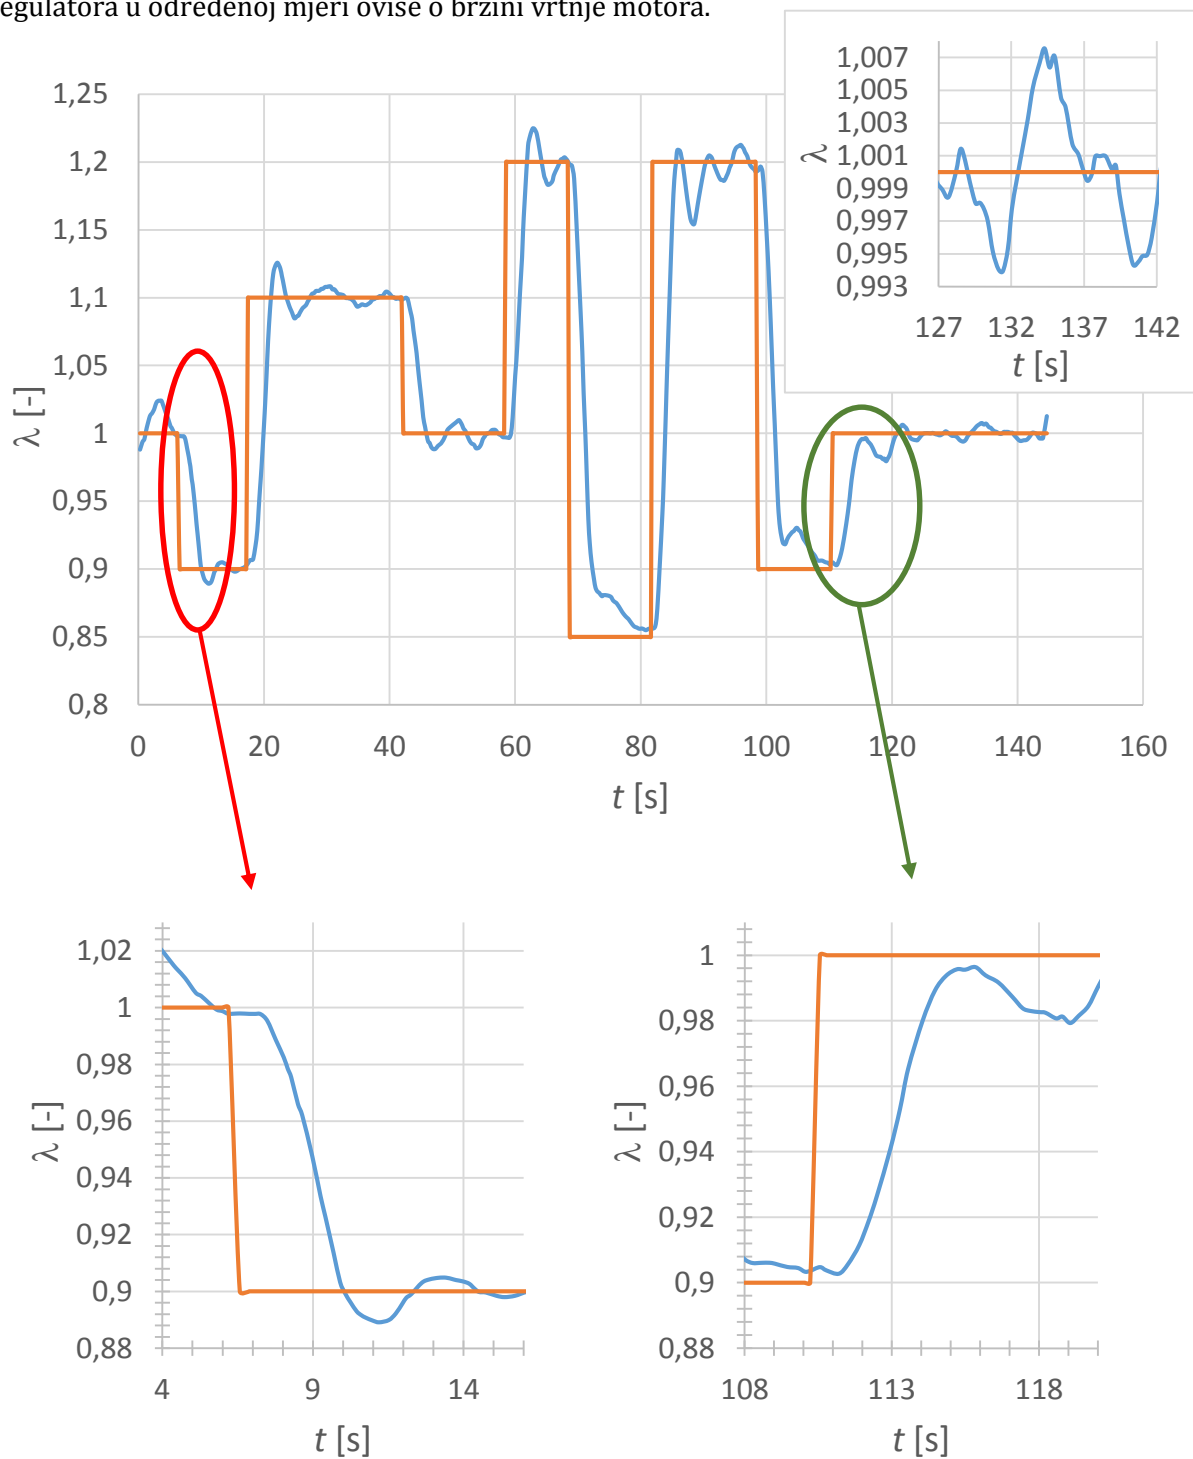 egulatora u određenoj mjeri ovise o brzini vrtnje motora.
1,007
1,005
1,003
1,001
0,999
0,997
0,995
0,993
λ
127 132 137 142
t [s]
1,25
1,2
1,15
1,1
1,05
1
0,95
0,9
0,85
0,8
λ [-]
0 20 40 60 80 100 120 140 160
t [s]
1,02
1
0,98
0,96
0,94
0,92
0,9
0,88
λ [-]
4 9 14
t [s]
1
0,98
0,96
0,94
0,92
0,9
0,88
λ [-]
108 113 118
t [s]